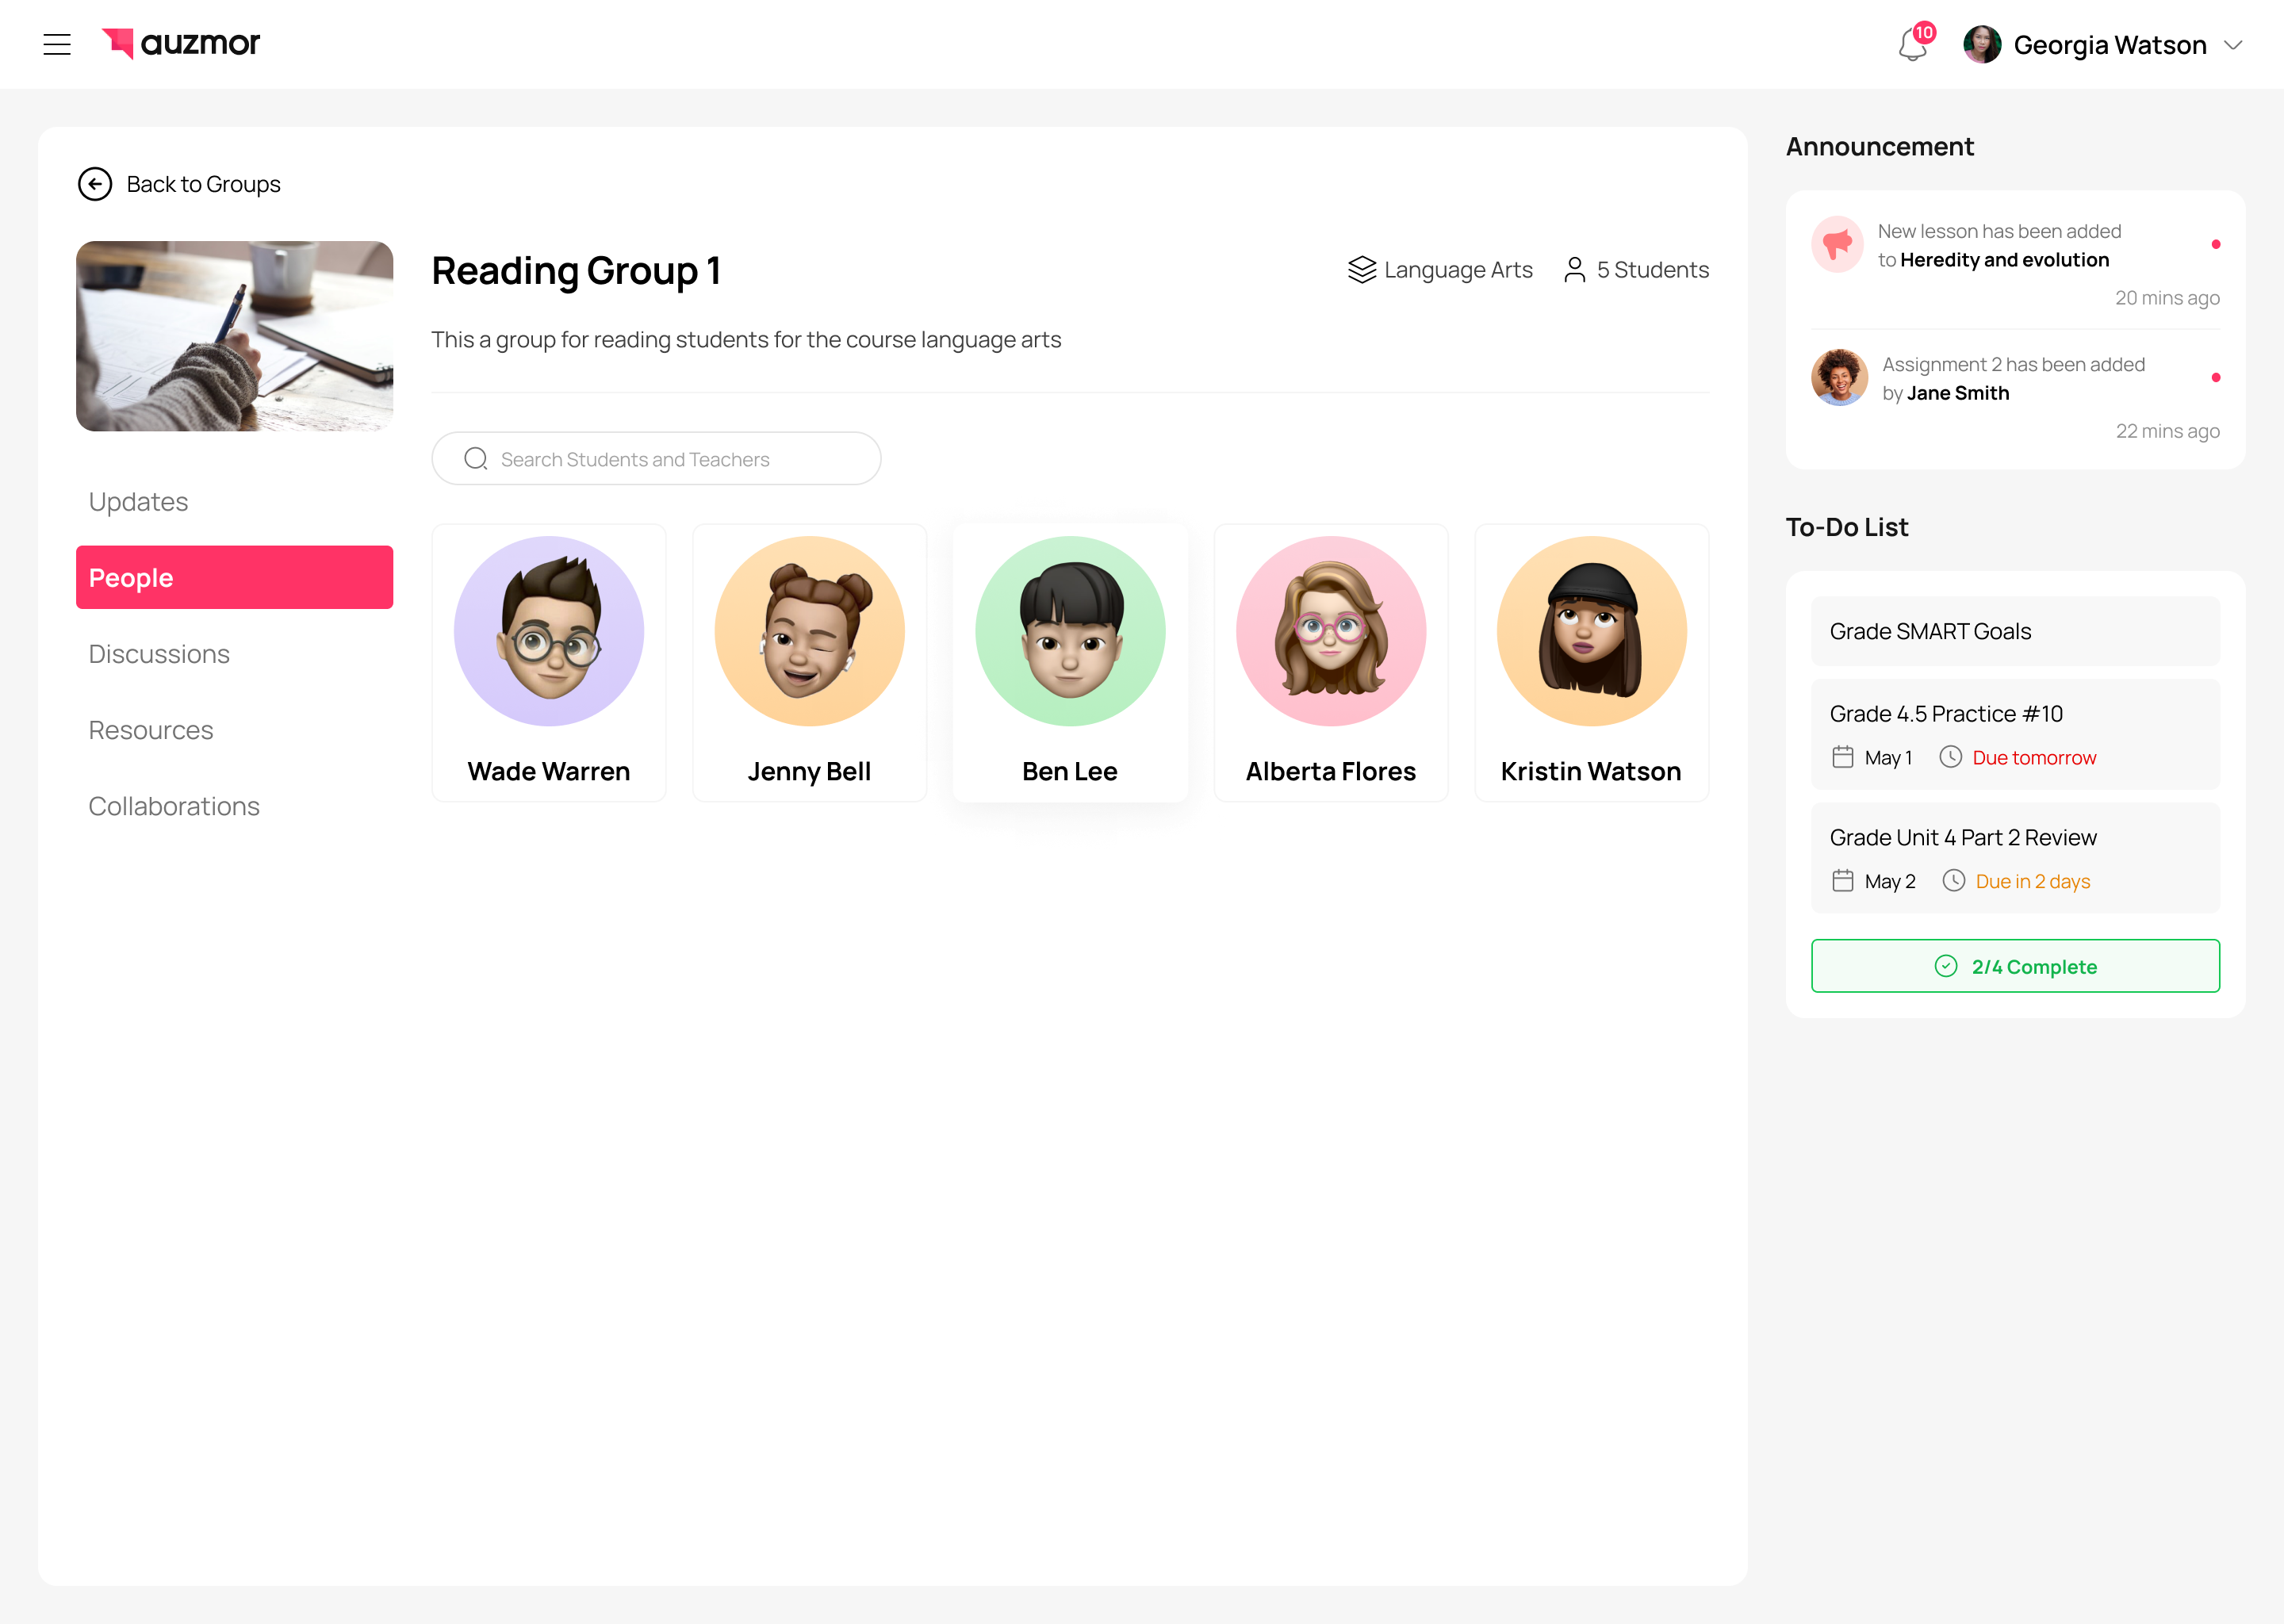 auzmor
10
Georgia Watson
Back to Groups
Reading Group 1
Language Arts
5 Students
This a group for reading students for the course language arts
Search Students and Teachers
Updates
People
Discussions
Resources
Collaborations
Wade Warren
Jenny Bell
Ben Lee
Alberta Flores
Kristin Watson
Announcement
New lesson has been added
to Heredity and evolution
20 mins ago
Assignment 2 has been added
by Jane Smith
22 mins ago
To-Do List
Grade SMART Goals
Grade 4.5 Practice #10
May 1 Due tomorrow
Grade Unit 4 Part 2 Review
May 2 Due in 2 days
2/4 Complete